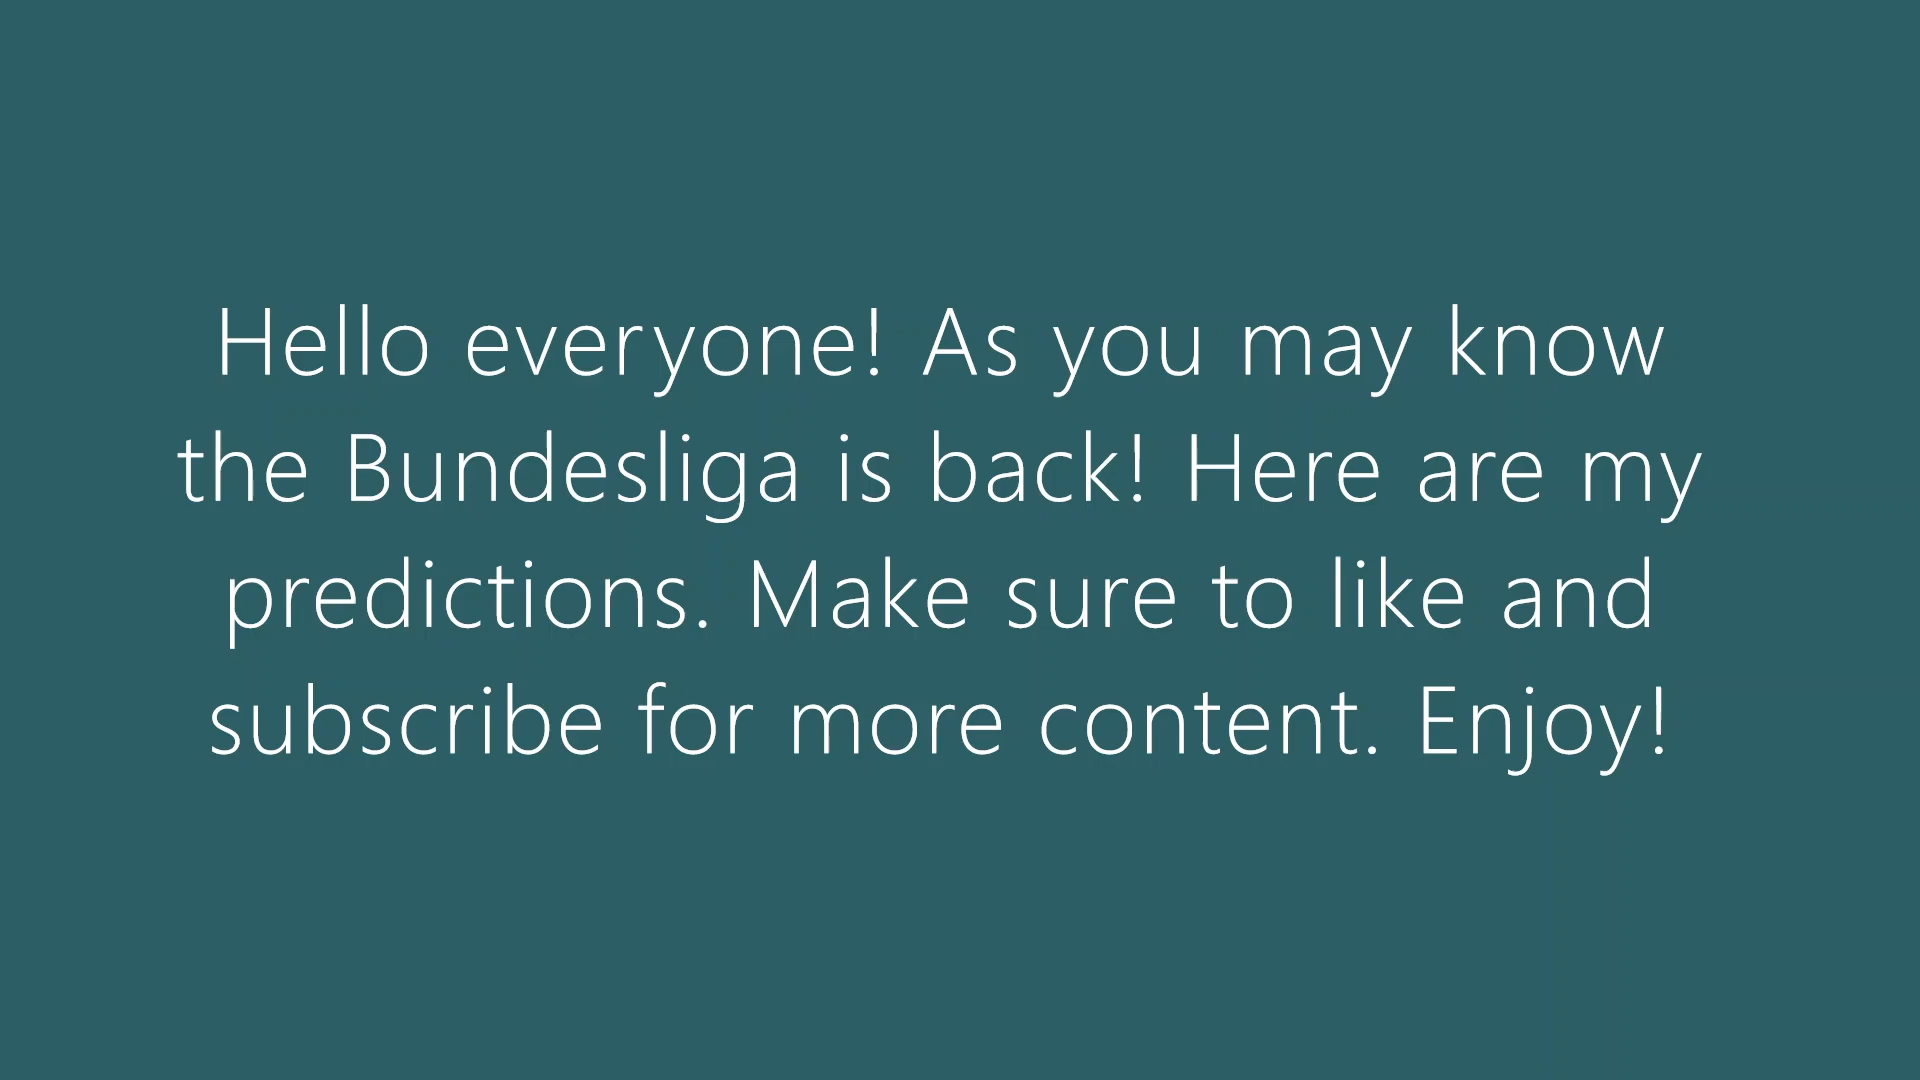 Hello everyone! As you may know
the Bundesliga is back! Here are my
predictions. Make sure to like and
subscribe for more content. Enjoy!